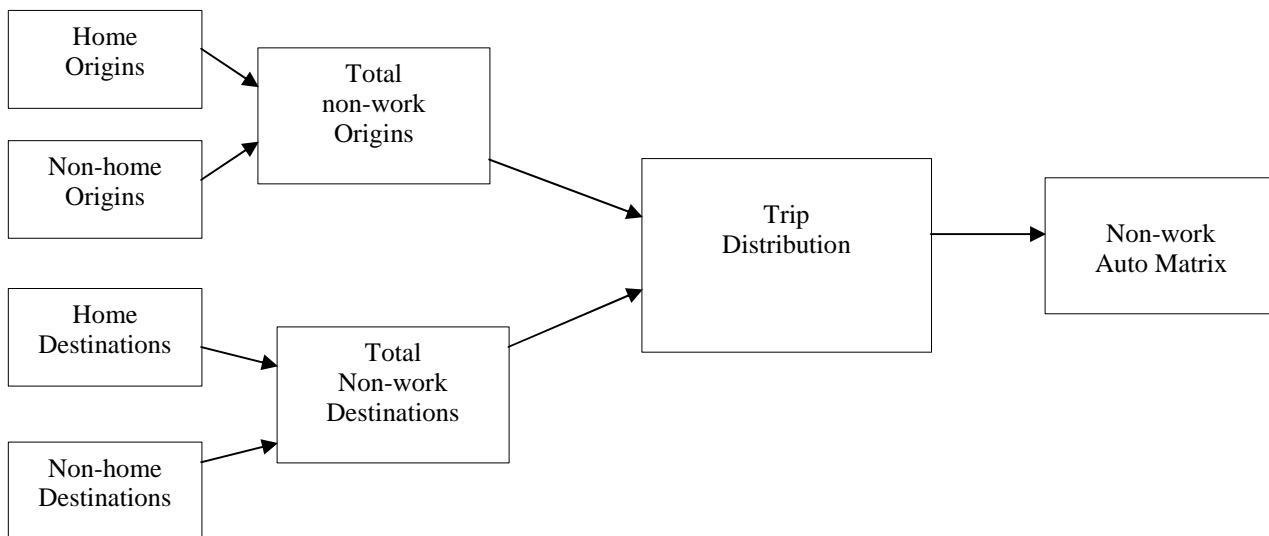 Home
Origins
Non-home
Origins
Total
non-work
Origins
Home
Destinations
Non-home
Destinations
Total
Non-work
Destinations
Trip
Distribution
Non-work
Auto Matrix